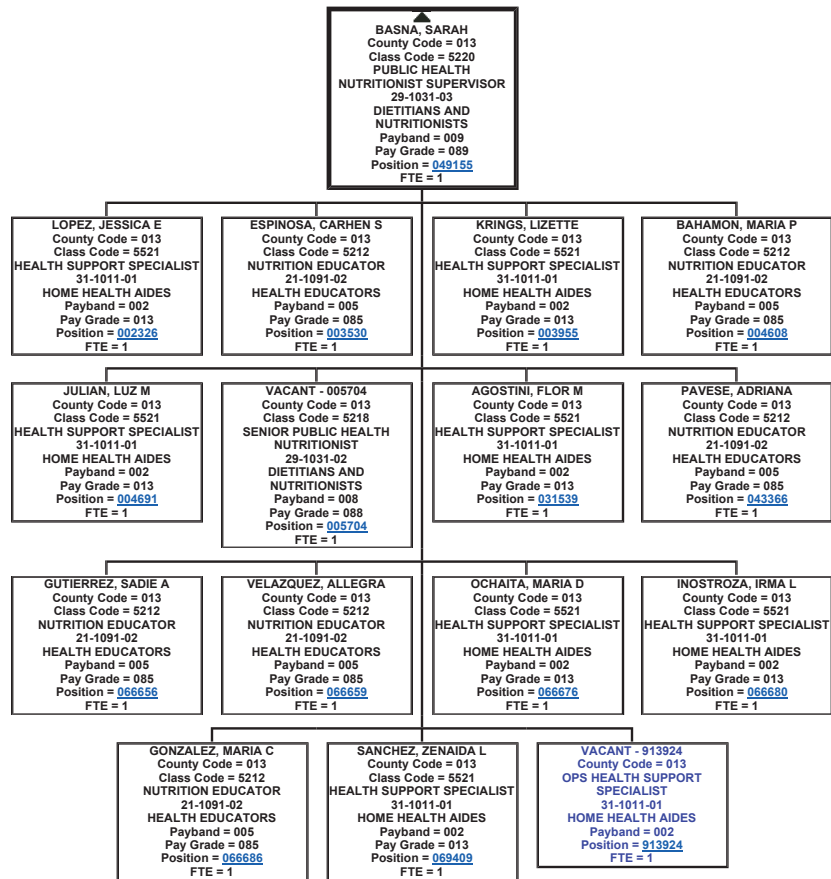 BASNA, SARAH
County Code = 013
Class Code = 5220
PUBLIC HEALTH
NUTRITIONIST SUPERVISOR
29-1031-03
DIETITIANS AND
NUTRITIONISTS
Payband = 009
Pay Grade = 089
Position = 049155
FTE = 1
LOPEZ, JESSICA E
County Code = 013
Class Code = 5521
HEALTH SUPPORT SPECIALIST
31-1011-01
HOME HEALTH AIDES
Payband = 002
Pay Grade = 013
Position = 002326
FTE = 1
ESPINOSA, CARHEN S
County Code = 013
Class Code = 5212
NUTRITION EDUCATOR
21-1091-02
HEALTH EDUCATORS
Payband = 005
Pay Grade = 085
Position = 003530
FTE = 1
KRINGS, LIZETTE
County Code = 013
Class Code = 5521
HEALTH SUPPORT SPECIALIST
31-1011-01
HOME HEALTH AIDES
Payband = 002
Pay Grade = 013
Position = 003955
FTE = 1
BAHAMON, MARIA P
County Code = 013
Class Code = 5212
NUTRITION EDUCATOR
21-1091-02
HEALTH EDUCATORS
Payband = 005
Pay Grade = 085
Position = 004608
FTE = 1
JULIAN, LUZ M
County Code = 013
Class Code = 5521
HEALTH SUPPORT SPECIALIST
31-1011-01
HOME HEALTH AIDES
Payband = 002
Pay Grade = 013
Position = 004691
FTE = 1
VACANT - 005704
County Code = 013
Class Code = 5218
SENIOR PUBLIC HEALTH
NUTRITIONIST
29-1031-02
DIETITIANS AND
NUTRITIONISTS
Payband = 008
Pay Grade = 088
Position = 005704
FTE = 1
AGOSTINI, FLOR M
County Code = 013
Class Code = 5521
HEALTH SUPPORT SPECIALIST
31-1011-01
HOME HEALTH AIDES
Payband = 002
Pay Grade = 013
Position = 031539
FTE = 1
PAVESE, ADRIANA
County Code = 013
Class Code = 5212
NUTRITION EDUCATOR
21-1091-02
HEALTH EDUCATORS
Payband = 005
Pay Grade = 085
Position = 043366
FTE = 1
GUTIERREZ, SADIE A
County Code = 013
Class Code = 5212
NUTRITION EDUCATOR
21-1091-02
HEALTH EDUCATORS
Payband = 005
Pay Grade = 085
Position = 066656
FTE = 1
VELAZQUEZ, ALLEGRA
County Code = 013
Class Code = 5212
NUTRITION EDUCATOR
21-1091-02
HEALTH EDUCATORS
Payband = 005
Pay Grade = 085
Position = 066659
FTE = 1
OCHAITA, MARIA D
County Code = 013
Class Code = 5521
HEALTH SUPPORT SPECIALIST
31-1011-01
HOME HEALTH AIDES
Payband = 002
Pay Grade = 013
Position = 066676
FTE = 1
INOSTROZA, IRMA L
County Code = 013
Class Code = 5521
HEALTH SUPPORT SPECIALIST
31-1011-01
HOME HEALTH AIDES
Payband = 002
Pay Grade = 013
Position = 066680
FTE = 1
GONZALEZ, MARIA C
County Code = 013
Class Code = 5212
NUTRITION EDUCATOR
21-1091-02
HEALTH EDUCATORS
Payband = 005
Pay Grade = 085
Position = 066686
FTE = 1
SANCHEZ, ZENAIDA L
County Code = 013
Class Code = 5521
HEALTH SUPPORT SPECIALIST
31-1011-01
HOME HEALTH AIDES
Payband = 002
Pay Grade = 013
Position = 069409
FTE = 1
VACANT - 913924
County Code = 013
OPS HEALTH SUPPORT
SPECIALIST
31-1011-01
HOME HEALTH AIDES
Payband = 002
Position = 913924
FTE = 1